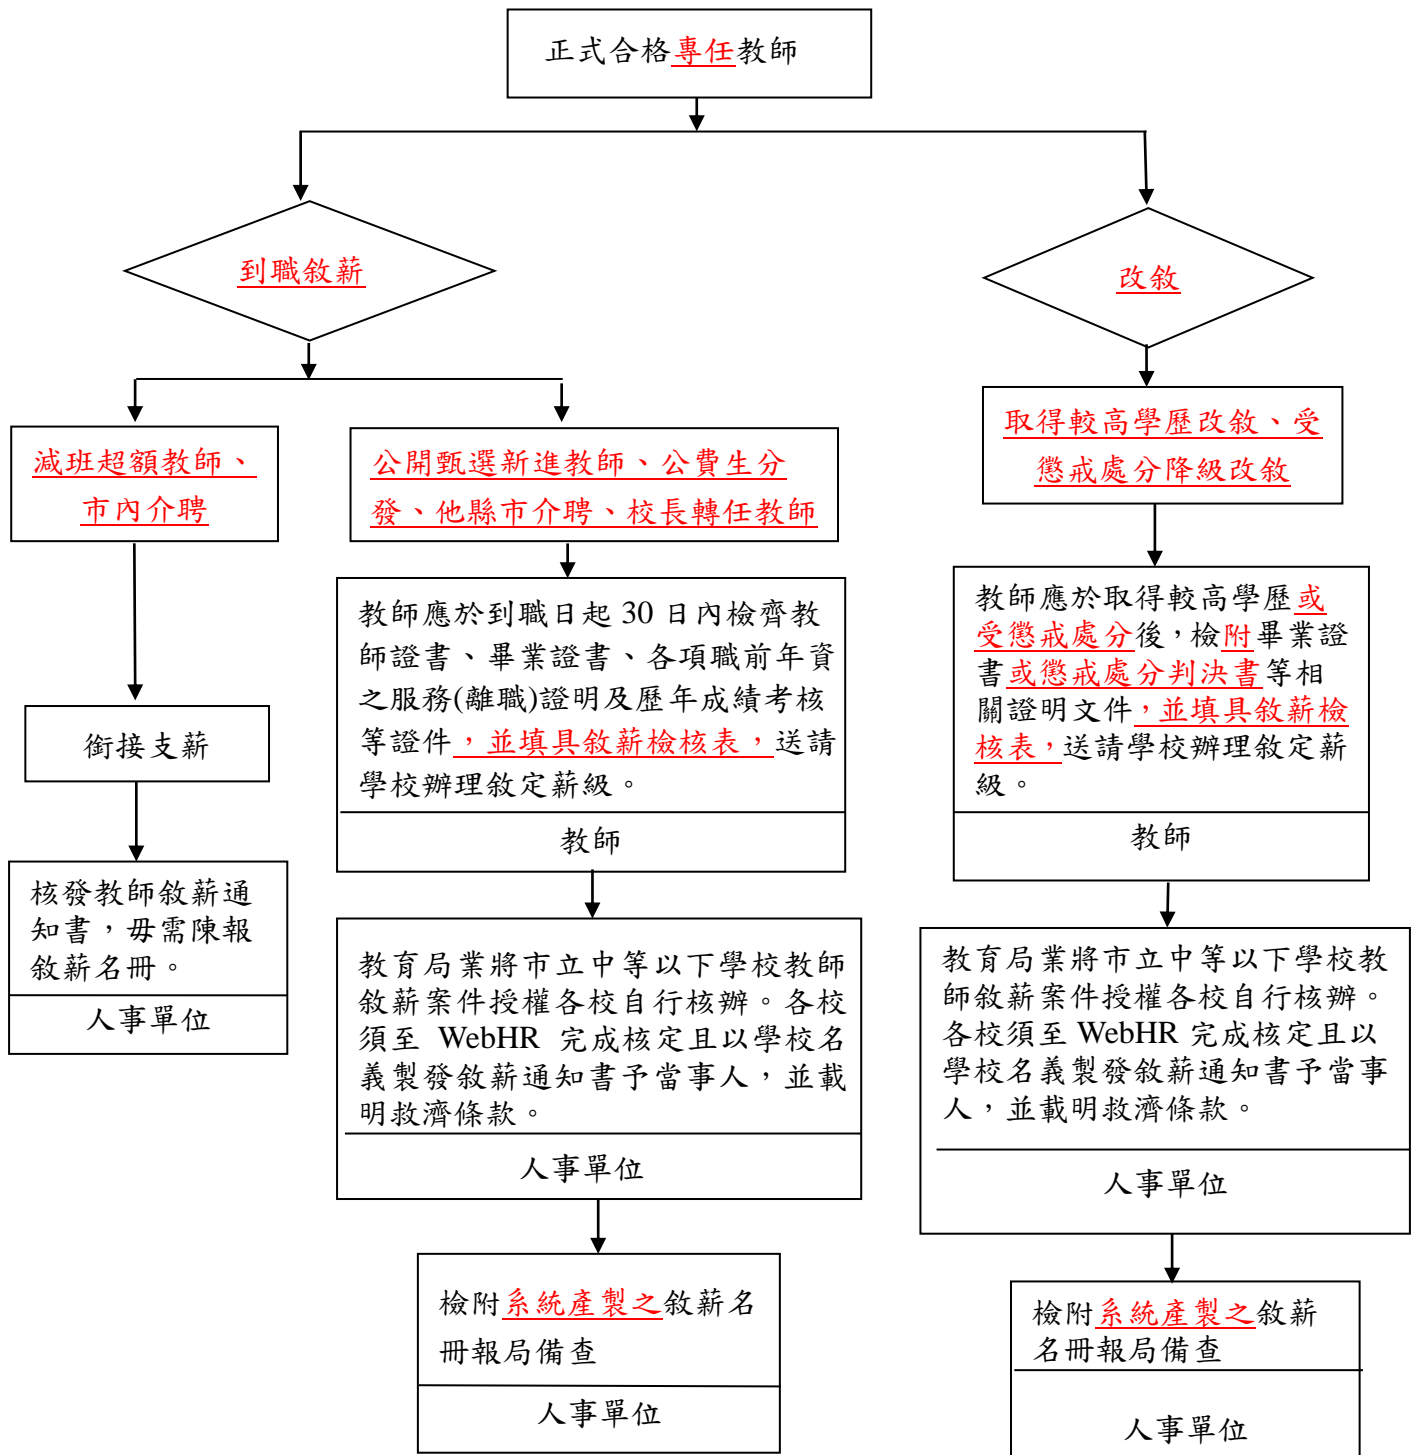 正式合格專任教師
到職敘薪
改敘
減班超額教師、
市內介聘
公開甄選新進教師、公費生分
發、他縣市介聘、校長轉任教師
取得較高學歷改敘、受
懲戒處分降級改敘
銜接支薪
核發教師敘薪通
知書，毋需陳報
敘薪名冊。
人事單位
教師應於到職日起 30 日內檢齊教
師證書、畢業證書、各項職前年資
之服務(離職)證明及歷年成績考核
等證件，並填具敘薪檢核表，送請
學校辦理敘定薪級。
教師
教育局業將市立中等以下學校教師
敘薪案件授權各校自行核辦。各校
須至 WebHR 完成核定且以學校名
義製發敘薪通知書予當事人，並載
明救濟條款。
人事單位
檢附系統產製之敘薪名
冊報局備查
人事單位
教師應於取得較高學歷或
受懲戒處分後，檢附畢業證
書或懲戒處分判決書等相
關證明文件，並填具敘薪檢
核表，送請學校辦理敘定薪
級。
教師
教育局業將市立中等以下學校教
師敘薪案件授權各校自行核辦。
各校須至 WebHR 完成核定且以
學校名義製發敘薪通知書予當事
人，並載明救濟條款。
人事單位
檢附系統產製之敘薪
名冊報局備查
人事單位